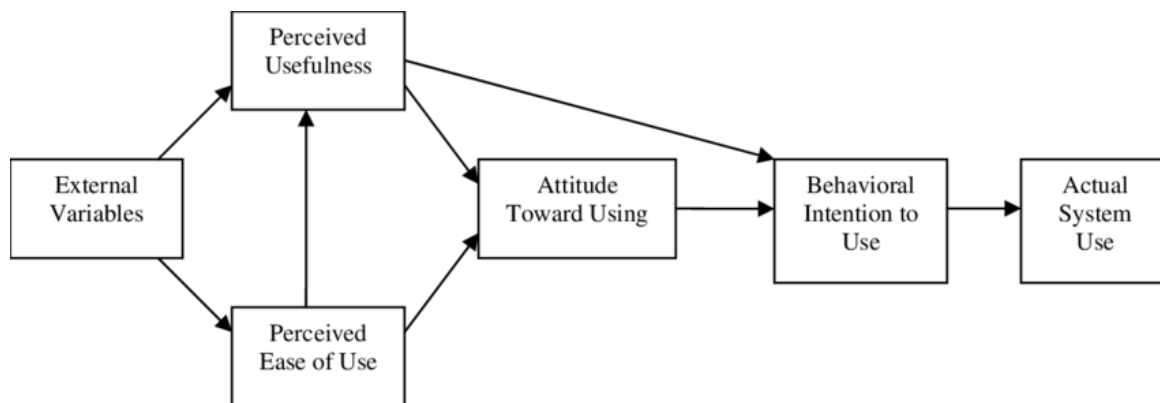 Perceived
Usefulness
External
Variables
Attitude
Toward Using
Behavioral
Intention to
Use
Actual
System
Use
Perceived
Ease of Use